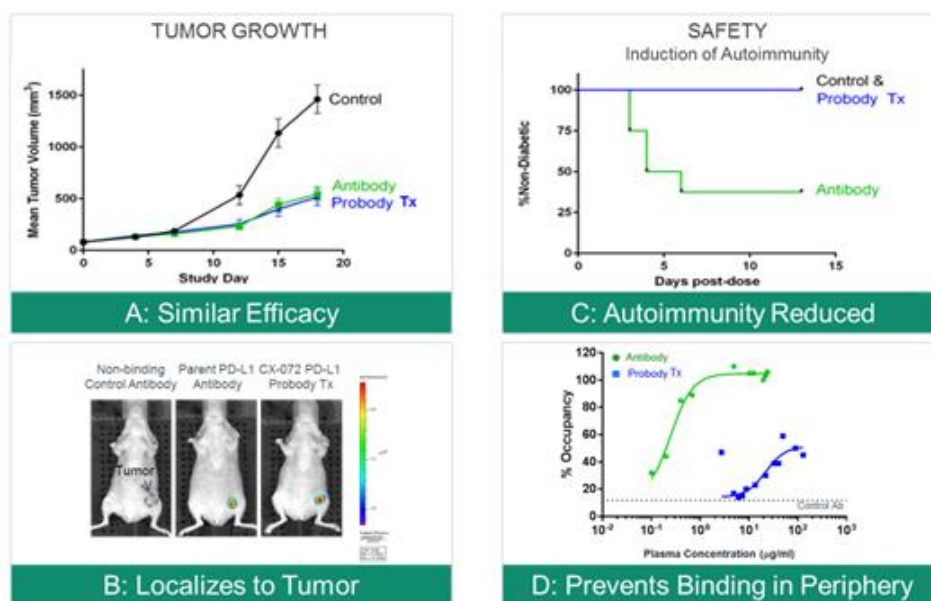 TUMOR GROWTH
Mean Tumor Volume (mm³)
1500
1000
500
0
Control
Antibody
Probody Tx
0 5 10 15 20
Study Day
A: Similar Efficacy
SAFETY
Induction of Autoimmunity
%Non-Diabetic
100
75
50
25
0
Control &
Probody Tx
Antibody
0 5 10 15
Days post-dose
C: Autoimmunity Reduced
Non-binding
Control Antibody
Parent PD-L1
Antibody
CX-072 PD-L1
Probody Tx
Tumor
B: Localizes to Tumor
Antibody
Probody Tx
% Occupancy
120
100
80
60
40
20
0
Control Ab
10⁻² 10⁻¹ 10⁰ 10¹ 10² 10³
Plasma Concentration (µg/ml)
D: Prevents Binding in Periphery